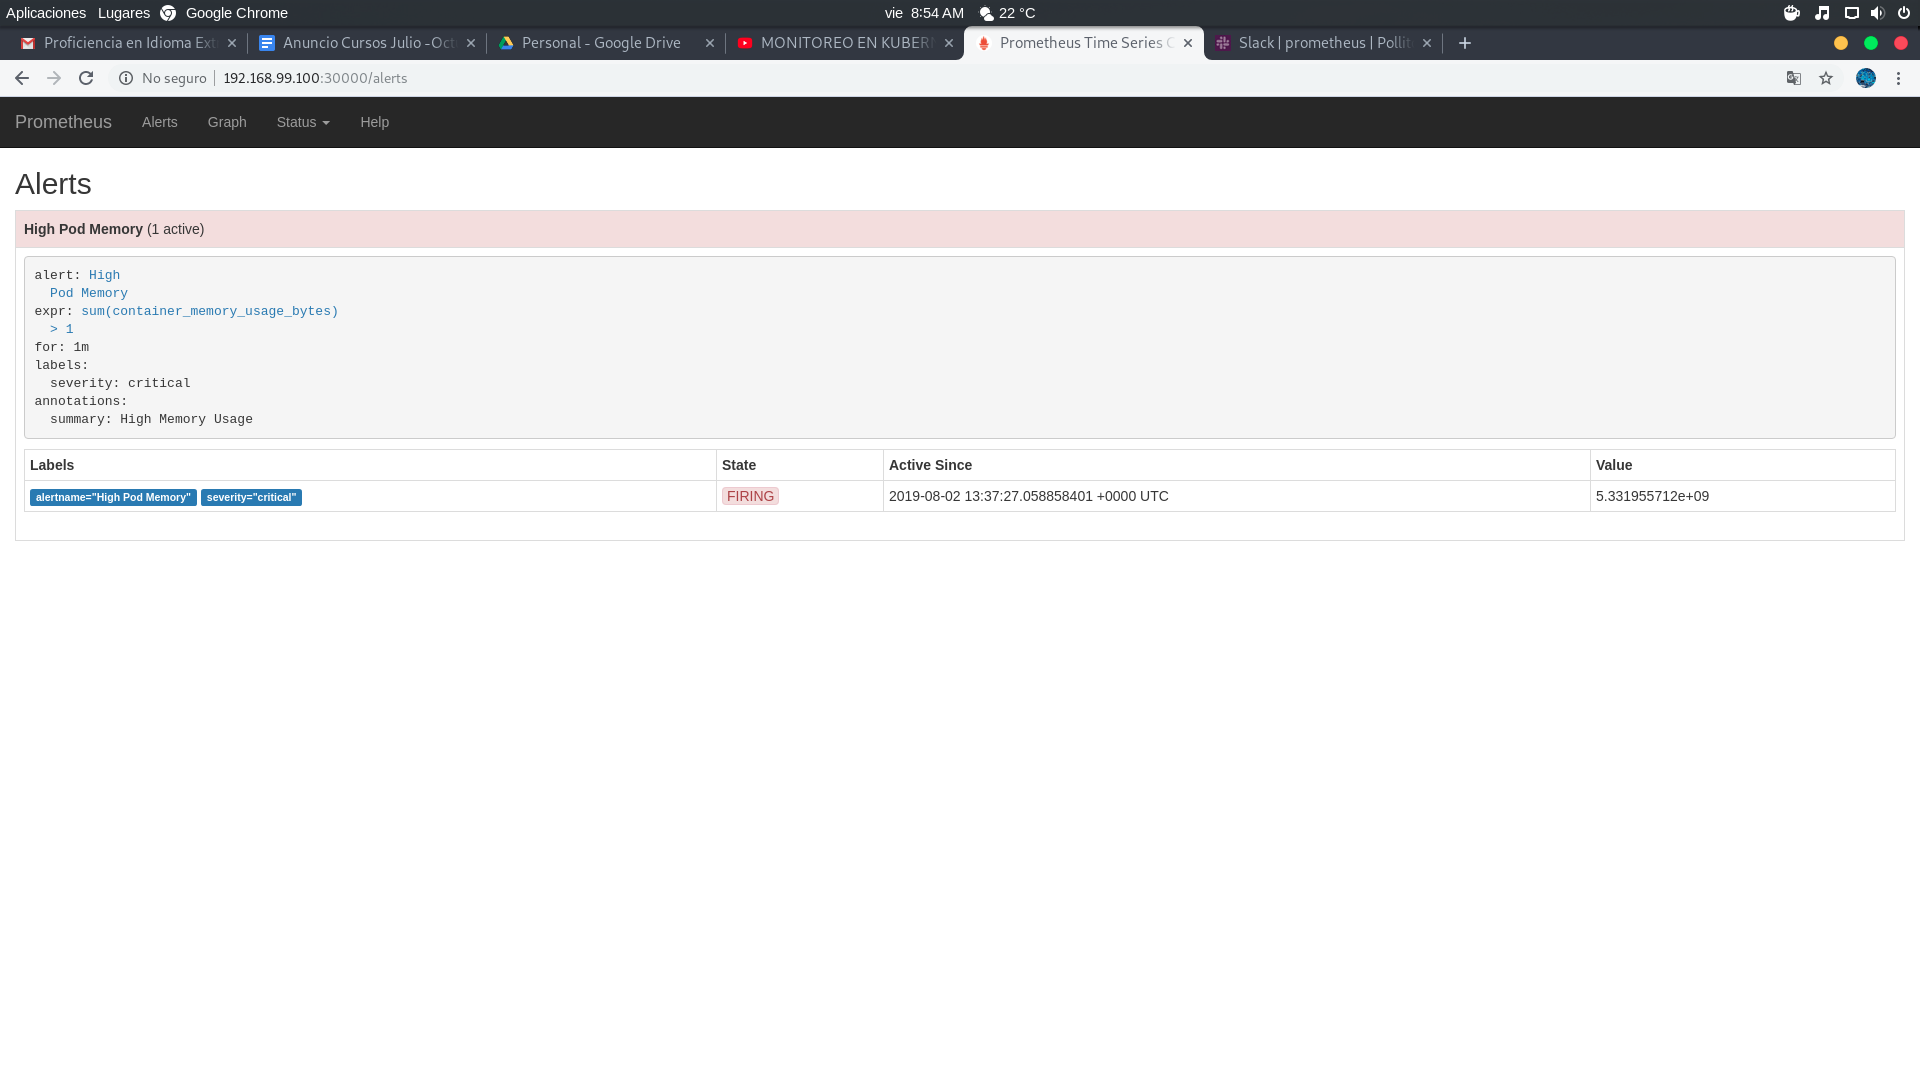 Aplicaciones Lugares Google Chrome vie 8:54 AM 22 °C
Proficiencia en Idioma Ext Anuncio Cursos Julio -Oct Personal - Google Drive MONITOREO EN KUBERN Prometheus Time Series C Slack | prometheus | Pollit
No seguro 192.168.99.100:30000/alerts
Prometheus Alerts Graph Status Help
Alerts
High Pod Memory (1 active)
alert: High
Pod Memory
expr: sum(container_memory_usage_bytes)
> 1
for: 1m
labels:
severity: critical
annotations:
summary: High Memory Usage
Labels State Active Since Value
alertname="High Pod Memory" severity="critical" FIRING 2019-08-02 13:37:27.058858401 +0000 UTC 5.331955712e+09